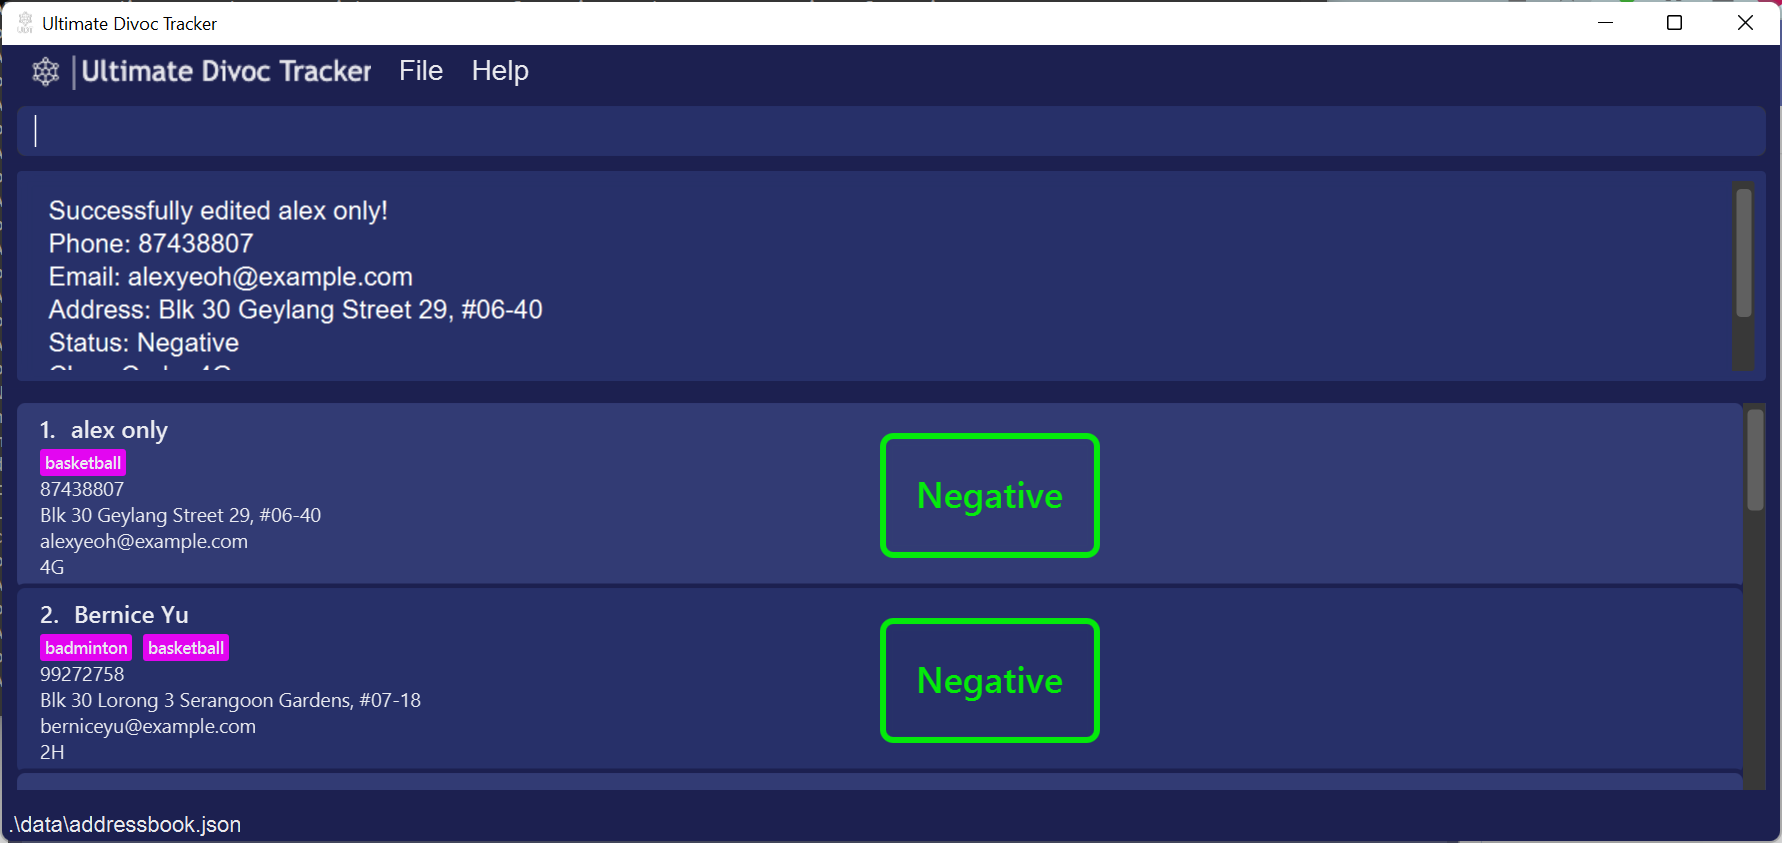 Ultimate Divoc Tracker
Ultimate Divoc Tracker File Help
Successfully edited alex only!
Phone: 87438807
Email: alexyeoh@example.com
Address: Blk 30 Geylang Street 29, #06-40
Status: Negative
1. alex only
basketball
87438807
Blk 30 Geylang Street 29, #06-40
alexyeoh@example.com
4G
Negative
2. Bernice Yu
badminton basketball
99272758
Blk 30 Lorong 3 Serangoon Gardens, #07-18
berniceyu@example.com
2H
Negative
.\data\addressbook.json